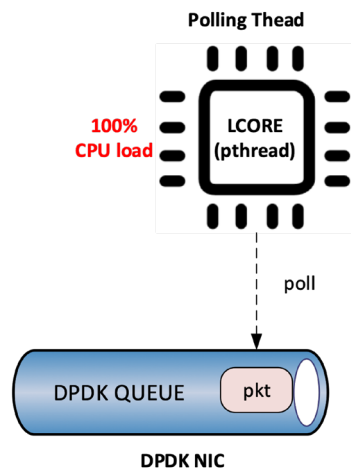 Polling Thead
100%
CPU load
LCORE
(pthread)
poll
DPDK QUEUE
pkt
DPDK NIC